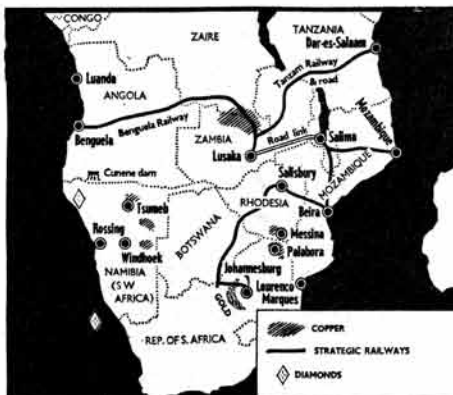 CONGO
ZAIRE
TANZANIA
Dar-es-Salaam
Luanda
Tanzam Railway
& road
ANGOLA
Benguela Railway
Mozambique
Benguela
ZAMBIA
Road link
Salima
Lusaka
MOZAMBIQUE
Cunene dam
Salisbury
RHODESIA
Tsumeb
Beira
BOTSWANA
Messina
Rossing
Palabora
Windhoek
Johannesburg
NAMIBIA
(S W
AFRICA)
Lourenco
Marques
GOLD
REP. OF S. AFRICA
COPPER
STRATEGIC RAILWAYS
DIAMONDS